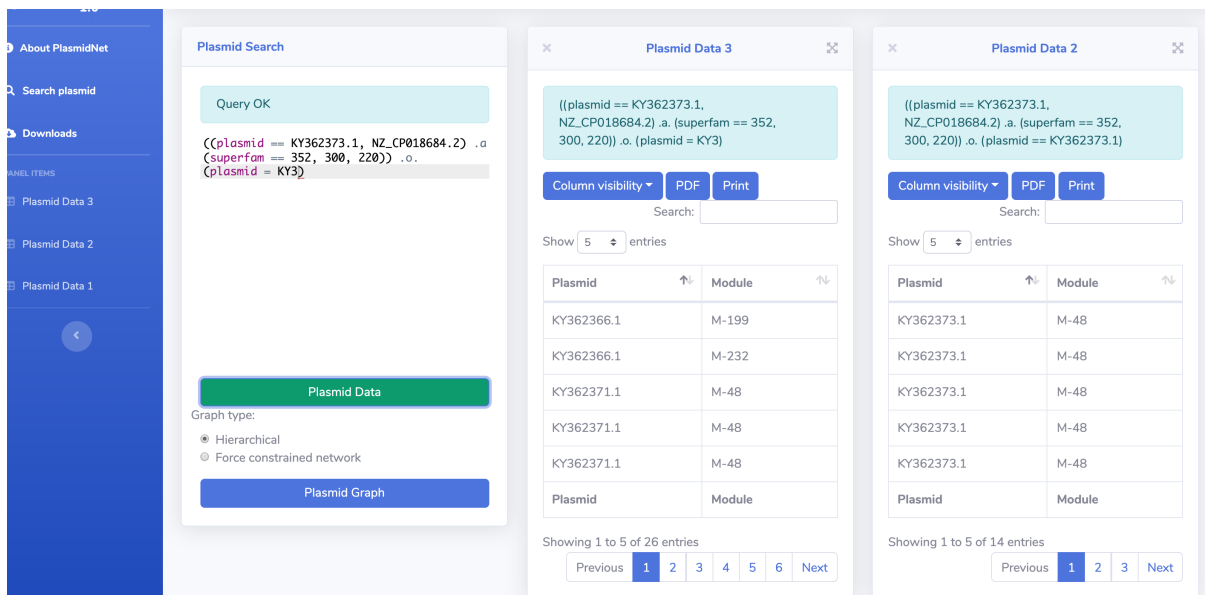 About PlasmidNet
Search plasmid
Downloads
PANEL ITEMS
Plasmid Data 3
Plasmid Data 2
Plasmid Data 1
Plasmid Search
Query OK
((plasmid == KY362373.1, NZ_CP018684.2) .a
(superfam == 352, 300, 220)) .o.
(plasmid = KY3)
Plasmid Data
Graph type:
Hierarchical
Force constrained network
Plasmid Graph
Plasmid Data 3
((plasmid == KY362373.1,
NZ_CP018684.2) .a. (superfam == 352,
300, 220)) .o. (plasmid = KY3)
Column visibility PDF Print
Search:
Show 5 entries
Plasmid Module
KY362366.1 M-199
KY362366.1 M-232
KY362371.1 M-48
KY362371.1 M-48
KY362371.1 M-48
Plasmid Module
Showing 1 to 5 of 26 entries
Previous 1 2 3 4 5 6 Next
Plasmid Data 2
((plasmid == KY362373.1,
NZ_CP018684.2) .a. (superfam == 352,
300, 220)) .o. (plasmid == KY362373.1)
Column visibility PDF Print
Search:
Show 5 entries
Plasmid Module
KY362373.1 M-48
KY362373.1 M-48
KY362373.1 M-48
KY362373.1 M-48
KY362373.1 M-48
Plasmid Module
Showing 1 to 5 of 14 entries
Previous 1 2 3 Next